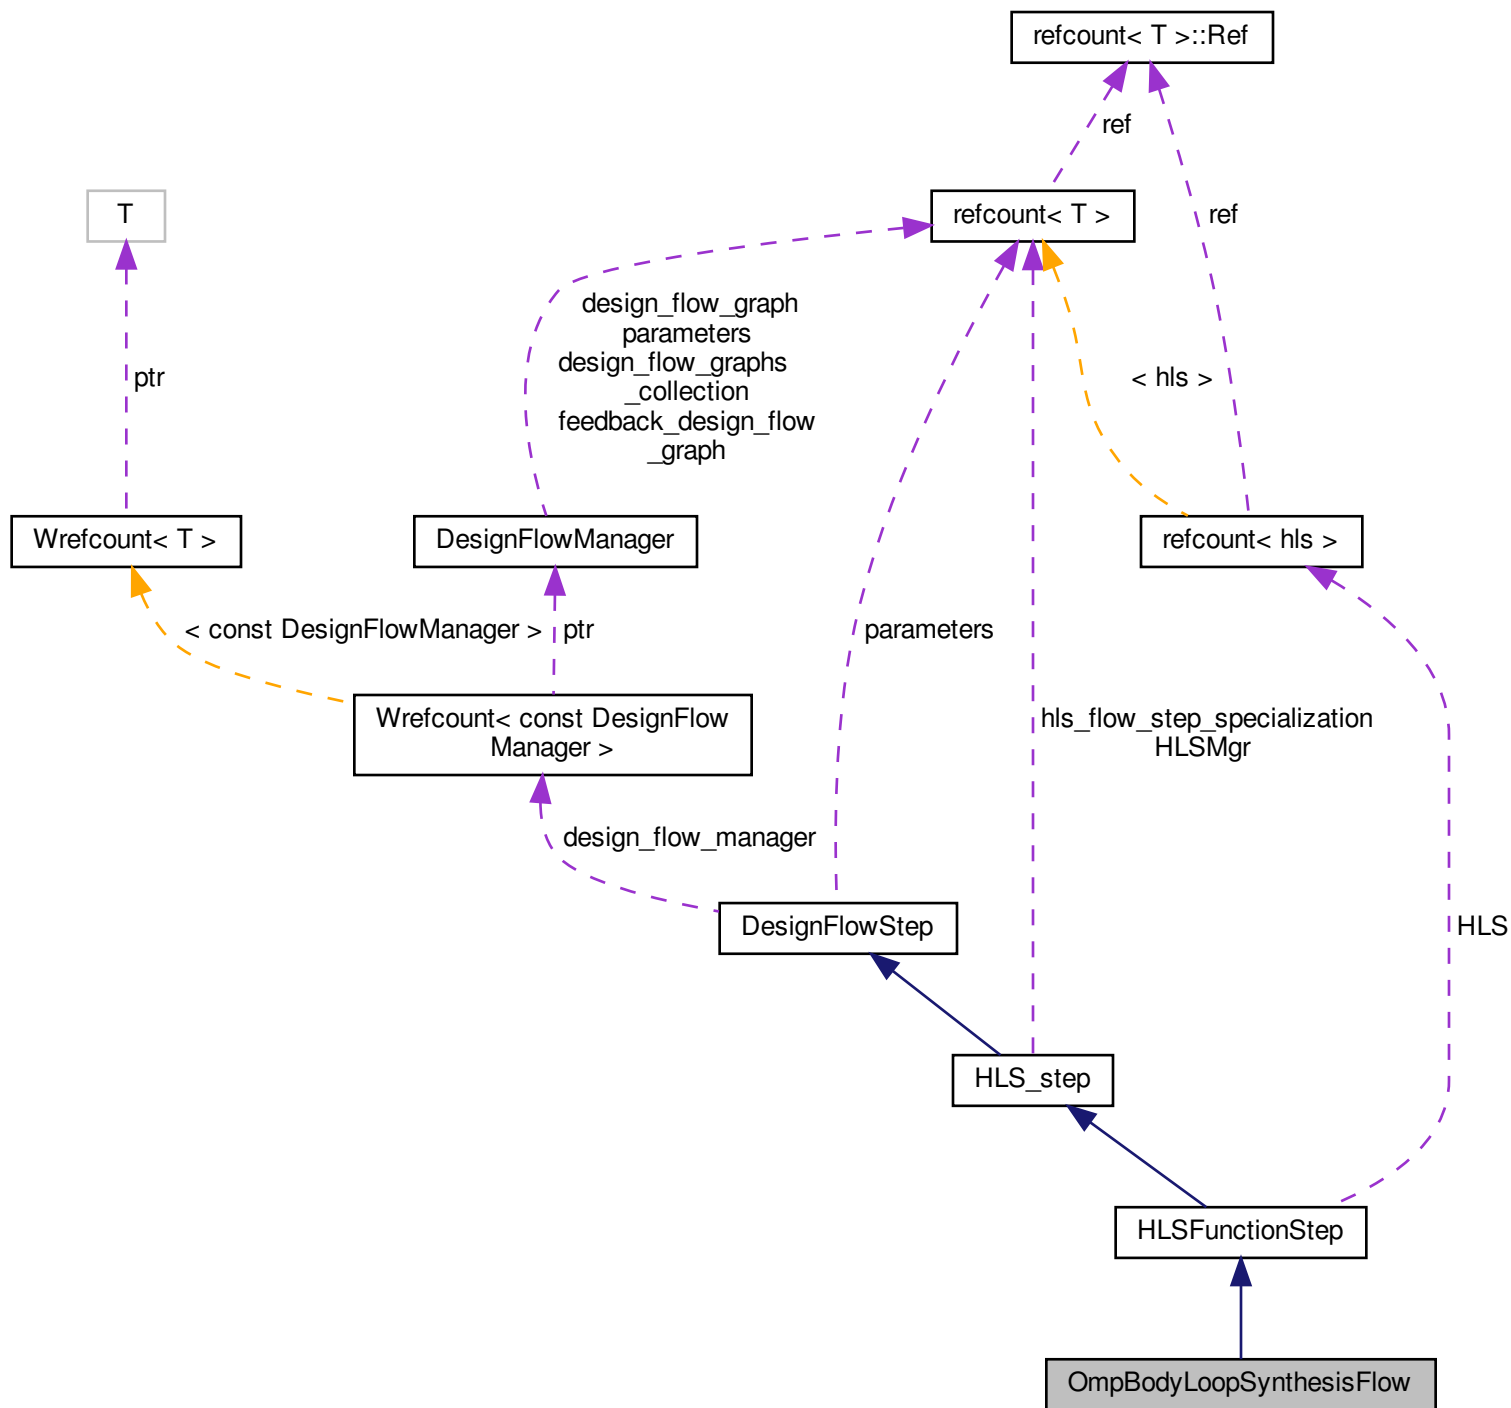 refcount< T >::Ref
ref
T
refcount< T >
ref
design_flow_graph
parameters
design_flow_graphs
_collection
feedback_design_flow
_graph
ptr
< hls >
Wrefcount< T >
DesignFlowManager
refcount< hls >
< const DesignFlowManager >
ptr
parameters
Wrefcount< const DesignFlow
Manager >
hls_flow_step_specialization
HLSMgr
design_flow_manager
DesignFlowStep
HLS
HLS_step
HLSFunctionStep
OmpBodyLoopSynthesisFlow